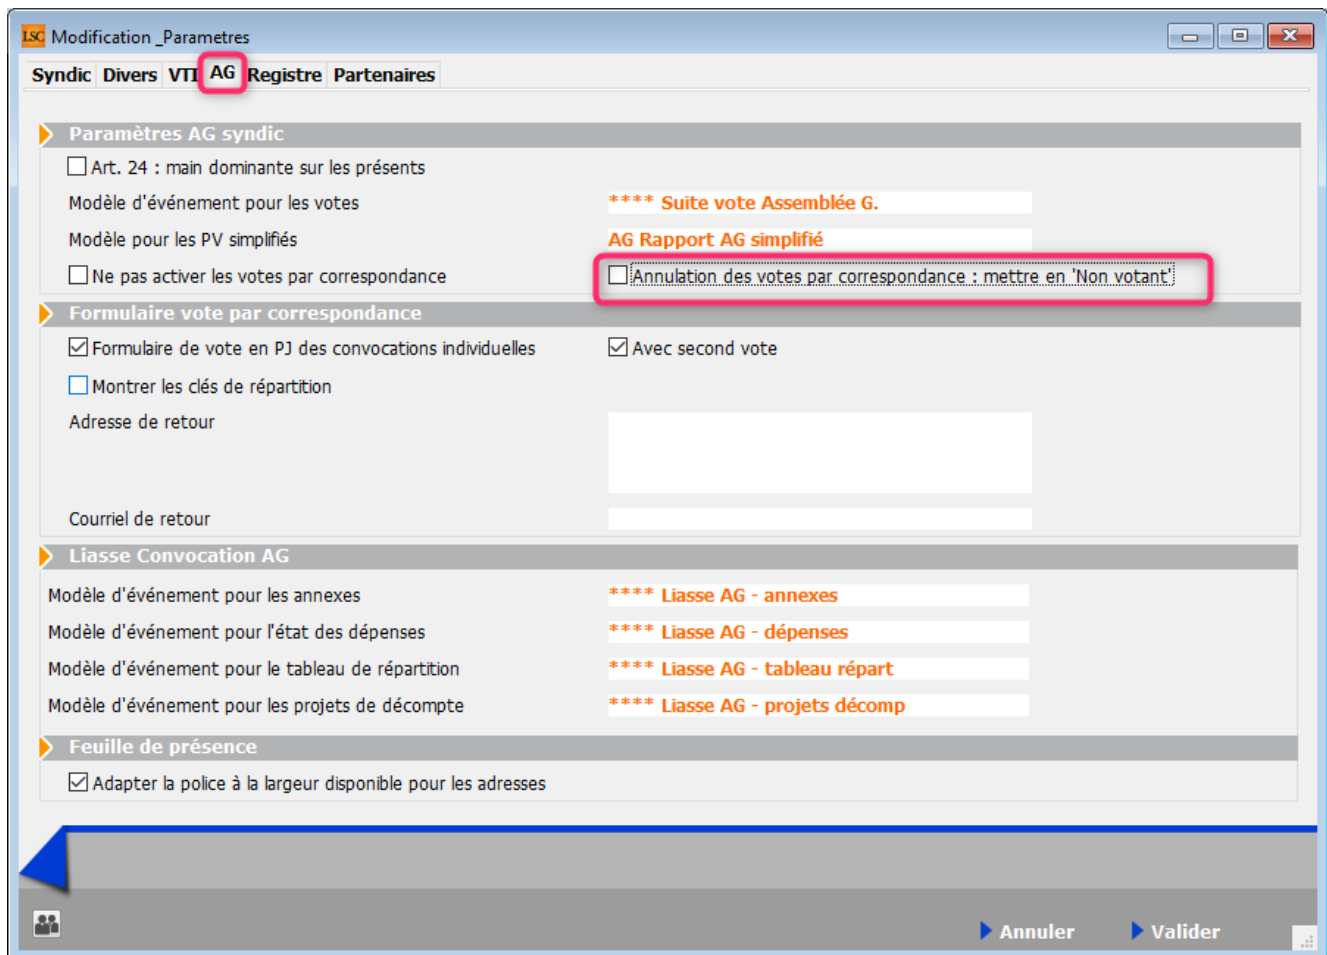 LSC Modification _Parametres
Syndic Divers VTI AG Registre Partenaires
Paramètres AG syndic
Art. 24 : main dominante sur les présents
Modèle d'événement pour les votes **** Suite vote Assemblée G.
Modèle pour les PV simplifiés AG Rapport AG simplifié
Ne pas activer les votes par correspondance Annulation des votes par correspondance : mettre en 'Non votant'
Formulaire vote par correspondance
Formulaire de vote en PJ des convocations individuelles Avec second vote
Montrer les clés de répartition
Adresse de retour
Courriel de retour
Liasse Convocation AG
Modèle d'événement pour les annexes **** Liasse AG - annexes
Modèle d'événement pour l'état des dépenses **** Liasse AG - dépenses
Modèle d'événement pour le tableau de répartition **** Liasse AG - tableau répart
Modèle d'événement pour les projets de décompte **** Liasse AG - projets décomp
Feuille de présence
Adapter la police à la largeur disponible pour les adresses
Annuler Valider